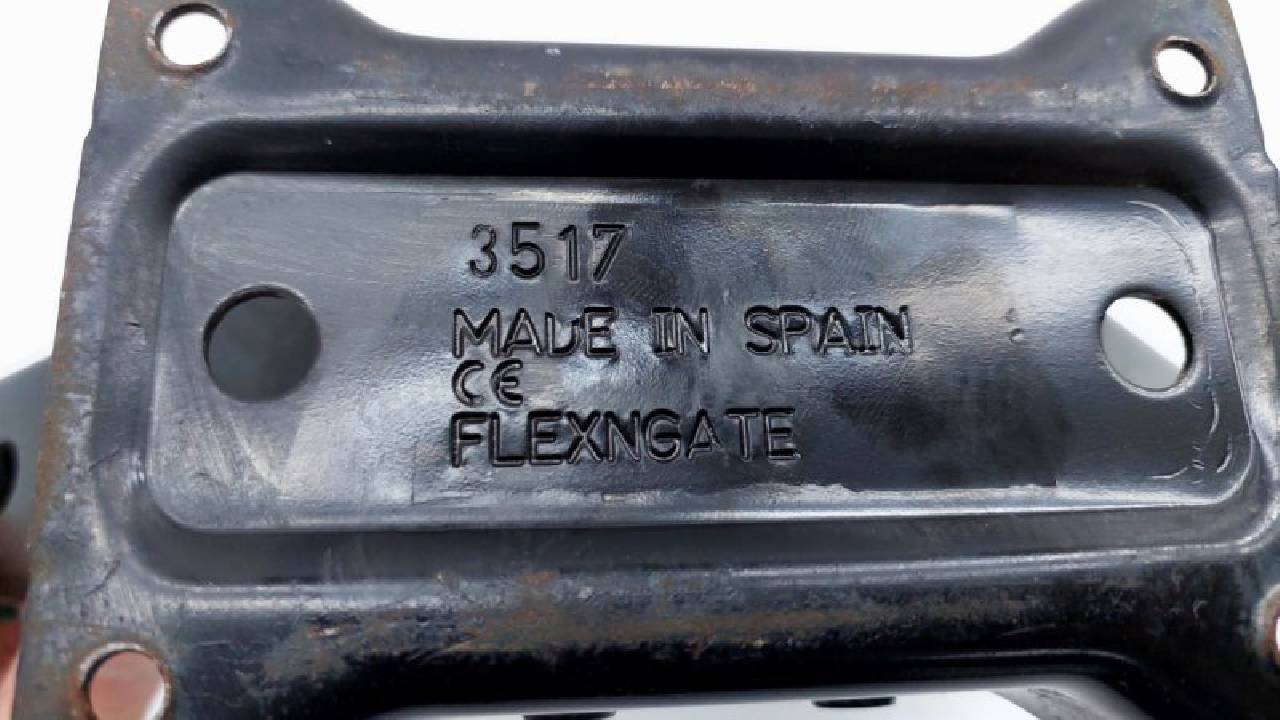 3517
MADE IN SPAIN
CE
FLEXNGATE